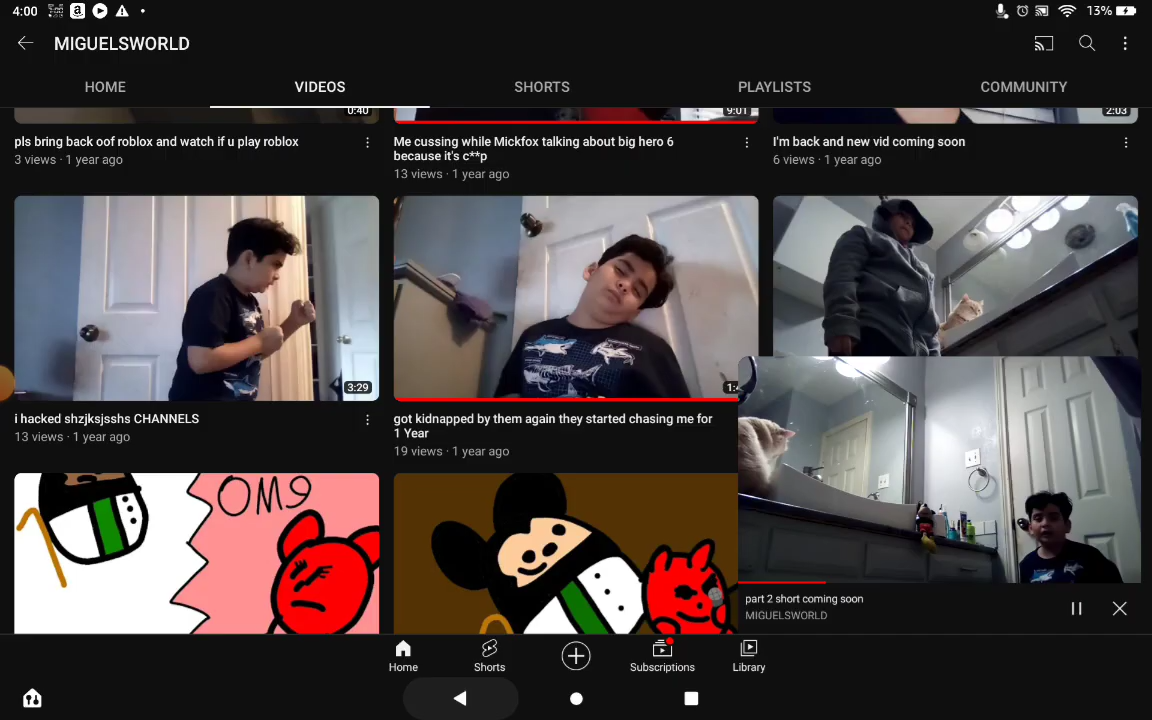 4:00
13%
MIGUELSWORLD
HOME
VIDEOS
SHORTS
PLAYLISTS
COMMUNITY
0:40
9:01
2:03
pls bring back oof roblox and watch if u play roblox
3 views · 1 year ago
Me cussing while Mickfox talking about big hero 6
because it's c**p
13 views · 1 year ago
I'm back and new vid coming soon
6 views · 1 year ago
3:29
i hacked shzjksjsshs CHANNELS
13 views · 1 year ago
got kidnapped by them again they started chasing me for
1 Year
19 views · 1 year ago
OMG
part 2 short coming soon
MIGUELSWORLD
Home
Shorts
Subscriptions
Library